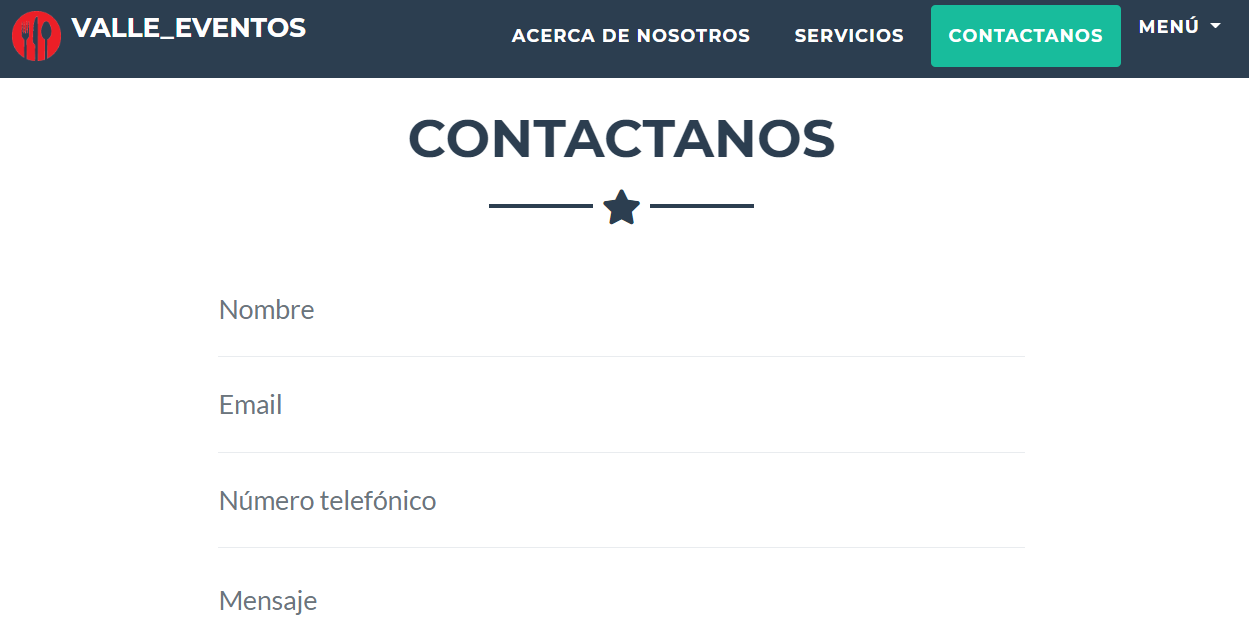 VALLE_EVENTOS
ACERCA DE NOSOTROS SERVICIOS CONTACTANOS MENÚ
CONTACTANOS
Nombre
Email
Número telefónico
Mensaje